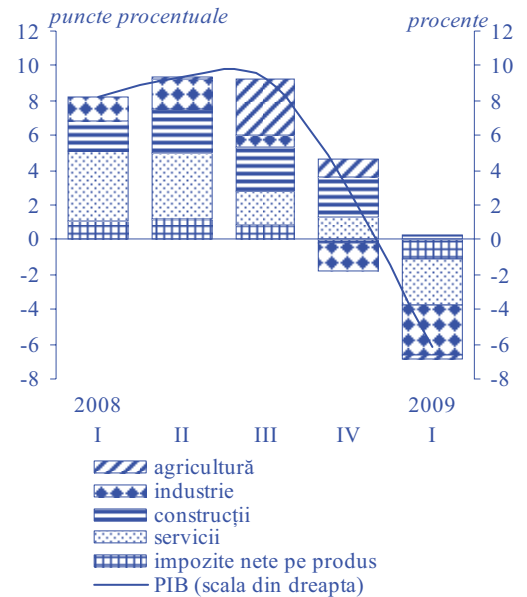 puncte procentuale procente
12 12
10 10
8 8
6 6
4 4
2 2
0 0
-2 -2
-4 -4
-6 -6
-8 -8
2008 2009
I II III IV I
agricultură
industrie
construcții
servicii
impozite nete pe produs
PIB (scala din dreapta)